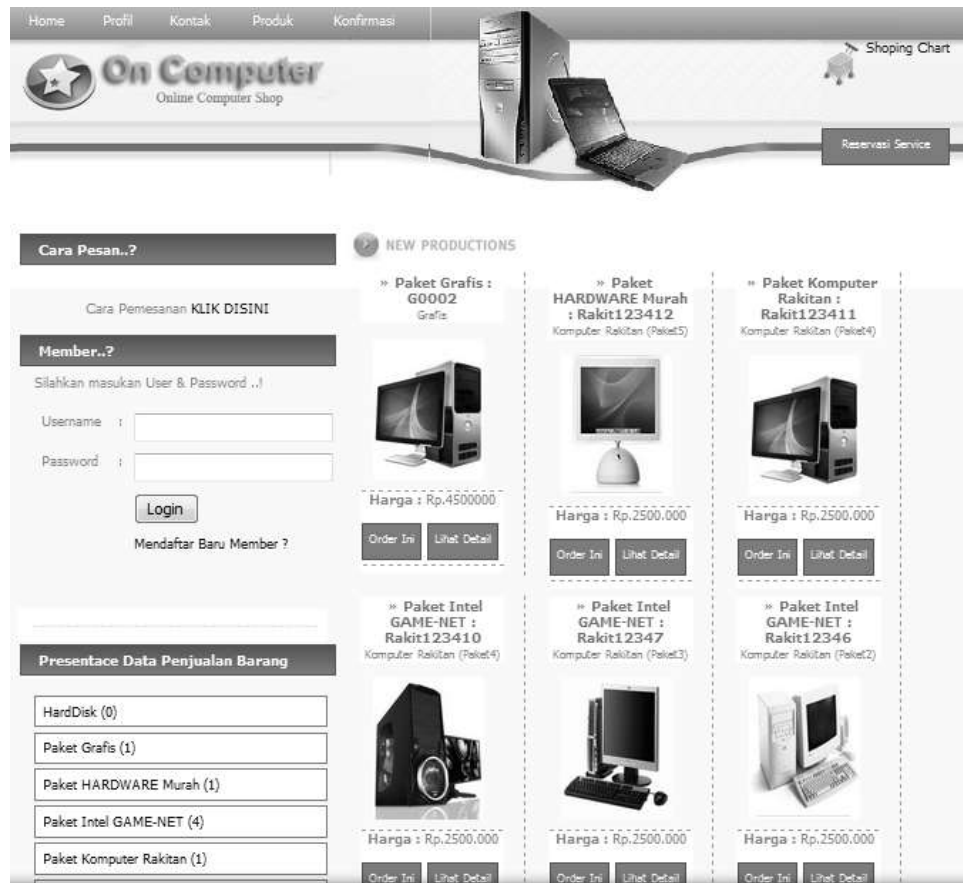 Home Profil Kontak Produk Konfirmasi
Shoping Chart
On Computer
Online Computer Shop
Reservasi Service
Cara Pesan..?
Cara Pemesanan KLIK DISINI
Member..?
Silahkan masukan User & Password ..!
Username :
Password :
Login
Mendaftar Baru Member ?
Presentace Data Penjualan Barang
HardDisk (0)
Paket Grafis (1)
Paket HARDWARE Murah (1)
Paket Intel GAME-NET (4)
Paket Komputer Rakitan (1)
NEW PRODUCTIONS
» Paket Grafis :
G0002
Grafis
Harga : Rp.4500000
Order Ini Lihat Detail
» Paket
HARDWARE Murah
: Rakit123412
Komputer Rakitan (Paket5)
Harga : Rp.2500.000
Order Ini Lihat Detail
» Paket Komputer
Rakitan :
Rakit123411
Komputer Rakitan (Paket4)
Harga : Rp.2500.000
Order Ini Lihat Detail
» Paket Intel
GAME-NET :
Rakit123410
Komputer Rakitan (Paket4)
Harga : Rp.2500.000
Order Ini Lihat Detail
» Paket Intel
GAME-NET :
Rakit12347
Komputer Rakitan (Paket3)
Harga : Rp.2500.000
Order Ini Lihat Detail
» Paket Intel
GAME-NET :
Rakit12346
Komputer Rakitan (Paket2)
Harga : Rp.2500.000
Order Ini Lihat Detail